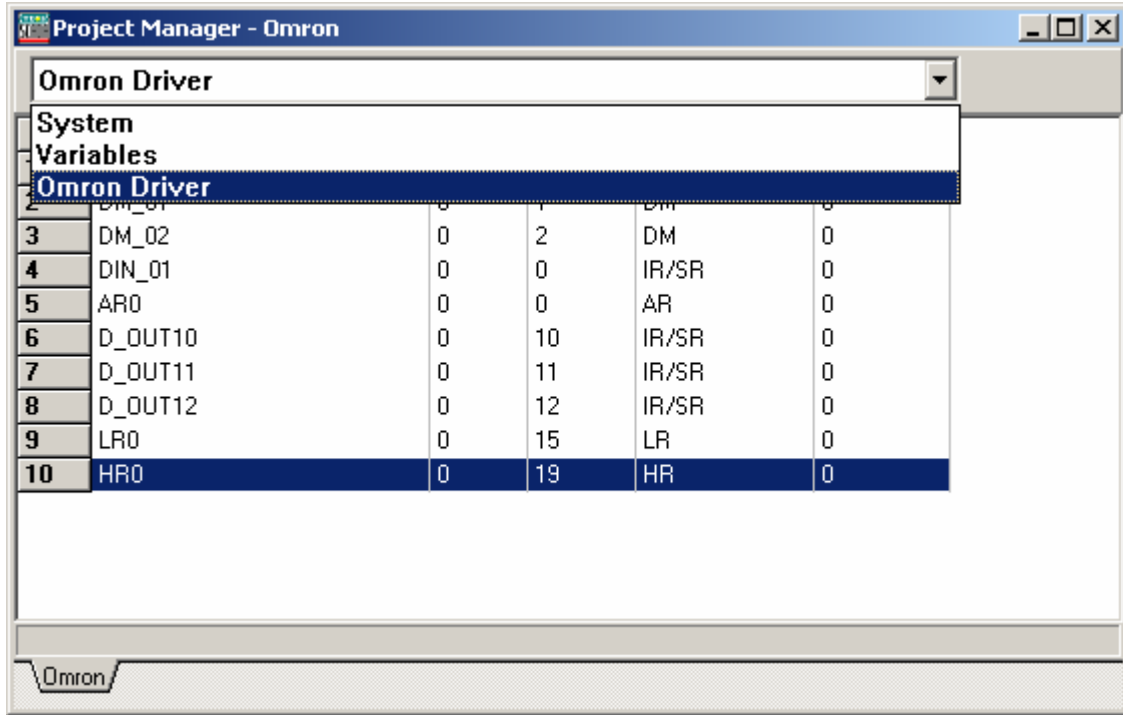 Project Manager - Omron
Omron Driver
System
Variables
Omron Driver
3 DM_02 0 2 DM 0
4 DIN_01 0 0 IR/SR 0
5 AR0 0 0 AR 0
6 D_OUT10 0 10 IR/SR 0
7 D_OUT11 0 11 IR/SR 0
8 D_OUT12 0 12 IR/SR 0
9 LR0 0 15 LR 0
10 HR0 0 19 HR 0
Omron